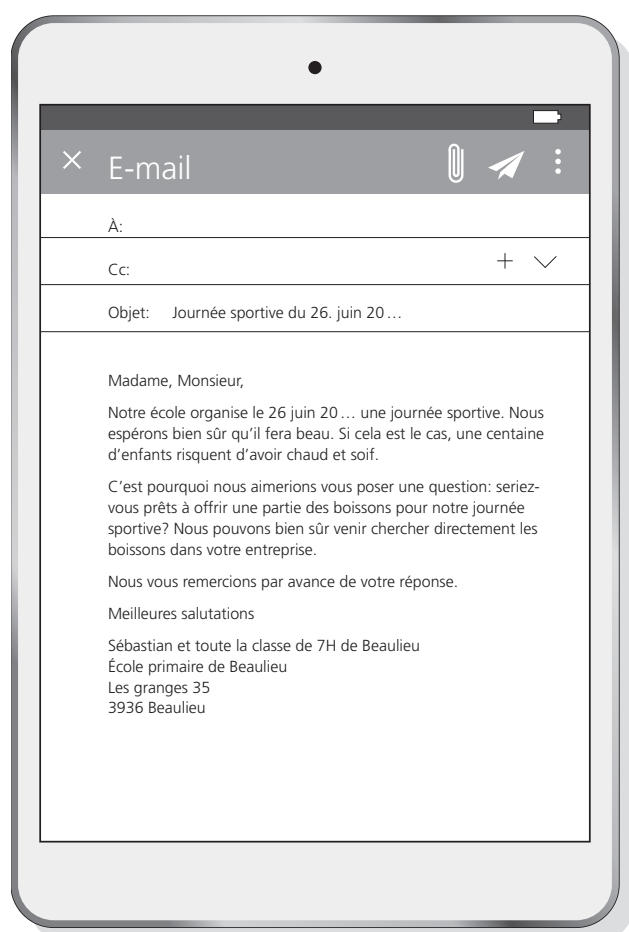 E-mail
À:
Cc:
Objet: Journée sportive du 26. juin 20…
Madame, Monsieur,
Notre école organise le 26 juin 20… une journée sportive. Nous
espérons bien sûr qu’il fera beau. Si cela est le cas, une centaine
d’enfants risquent d’avoir chaud et soif.
C’est pourquoi nous aimerions vous poser une question: seriez-
vous prêts à offrir une partie des boissons pour notre journée
sportive? Nous pouvons bien sûr venir chercher directement les
boissons dans votre entreprise.
Nous vous remercions par avance de votre réponse.
Meilleures salutations
Sébastian et toute la classe de 7H de Beaulieu
École primaire de Beaulieu
Les granges 35
3936 Beaulieu